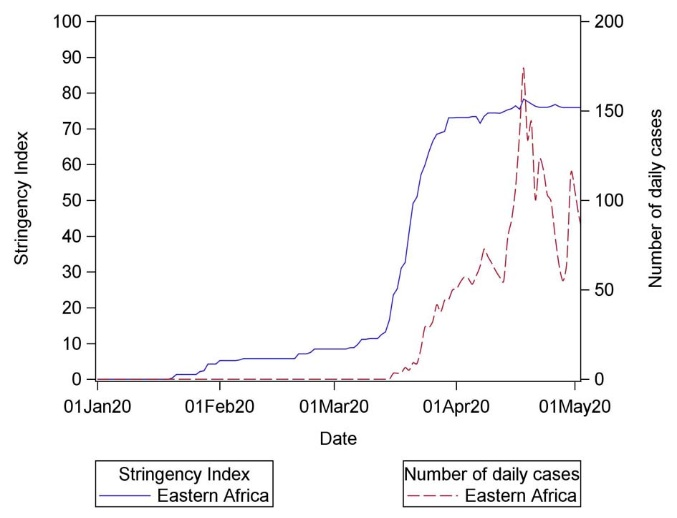 100
90
80
70
60
50
40
30
20
10
0
Stringency Index
200
150
100
50
0
Number of daily cases
01Jan20 01Feb20 01Mar20 01Apr20 01May20
Date
Stringency Index
Eastern Africa
Number of daily cases
Eastern Africa